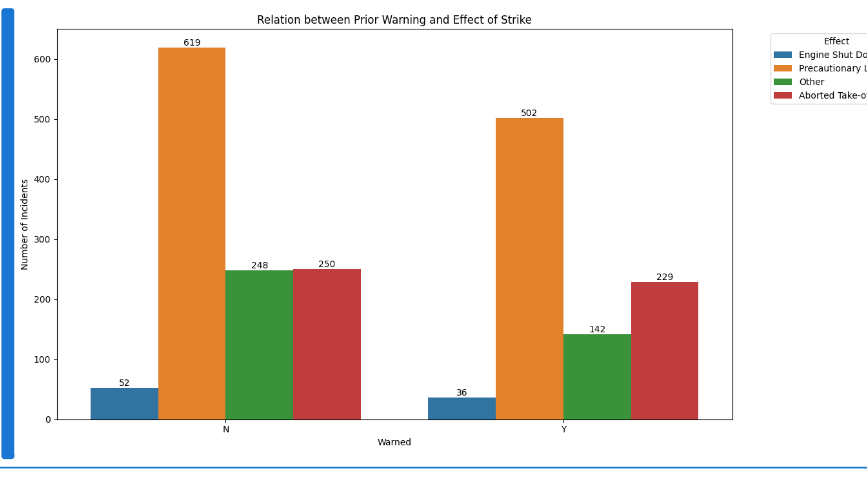 Relation between Prior Warning and Effect of Strike
Number of Incidents
600
500
400
300
200
100
0
619
502
248
250
229
142
52
36
N
Y
Warned
Effect
Engine Shut Do
Precautionary L
Other
Aborted Take-o